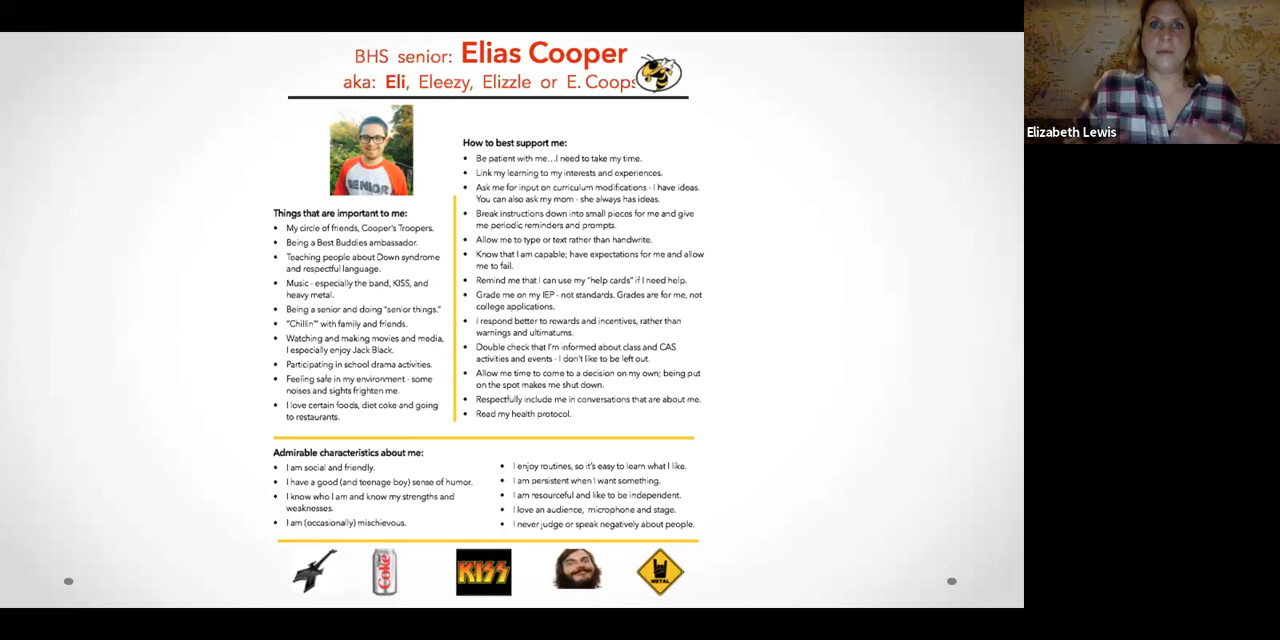 BHS senior: Elias Cooper
aka: Eli, Eleezy, Elizzle or E. Coops
SENIOR
Things that are important to me:
• My circle of friends, Cooper's Troopers.
• Being a Best Buddies ambassador.
• Teaching people about Down syndrome
and respectful language.
• Music - especially the band, KISS, and
heavy metal.
• Being a senior and doing "senior things."
• "Chillin'" with family and friends.
• Watching and making movies and media,
I especially enjoy Jack Black.
• Participating in school drama activities.
• Feeling safe in my environment - some
noises and sights frighten me.
• I love certain foods, diet coke and going
to restaurants.
How to best support me:
• Be patient with me...I need to take my time.
• Link my learning to my interests and experiences.
• Ask me for input on curriculum modifications - I have ideas.
You can also ask my mom - she always has ideas.
• Break instructions down into small pieces for me and give
me periodic reminders and prompts.
• Allow me to type or text rather than handwrite.
• Know that I am capable; have expectations for me and allow
me to fail.
• Remind me that I can use my "help cards" if I need help.
• Grade me on my IEP - not standards. Grades are for me, not
college applications.
• I respond better to rewards and incentives, rather than
warnings and ultimatums.
• Double check that I'm informed about class and CAS
activities and events - I don't like to be left out.
• Allow me time to come to a decision on my own; being put
on the spot makes me shut down.
• Respectfully include me in conversations that are about me.
• Read my health protocol.
Admirable characteristics about me:
• I am social and friendly.
• I have a good (and teenage boy) sense of humor.
• I know who I am and know my strengths and
weaknesses.
• I am (occasionally) mischievous.
• I enjoy routines, so it's easy to learn what I like.
• I am persistent when I want something.
• I am resourceful and like to be independent.
• I love an audience, microphone and stage.
• I never judge or speak negatively about people.
Coke
KISS
METAL
Elizabeth Lewis